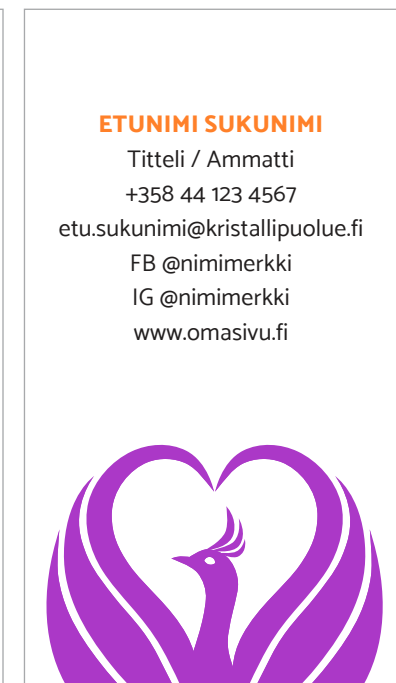 ETUNIMI SUKUNIMI
Titteli / Ammatti
+358 44 123 4567
etu.sukunimi@kristallipuolue.fi
FB @nimimerkki
IG @nimimerkki
www.omasivu.fi